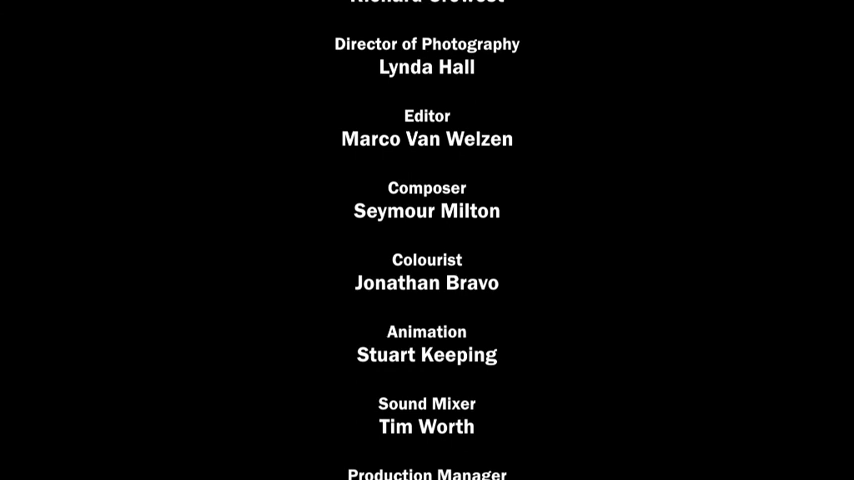 Director of Photography
Lynda Hall
Editor
Marco Van Welzen
Composer
Seymour Milton
Colourist
Jonathan Bravo
Animation
Stuart Keeping
Sound Mixer
Tim Worth
Production Manager